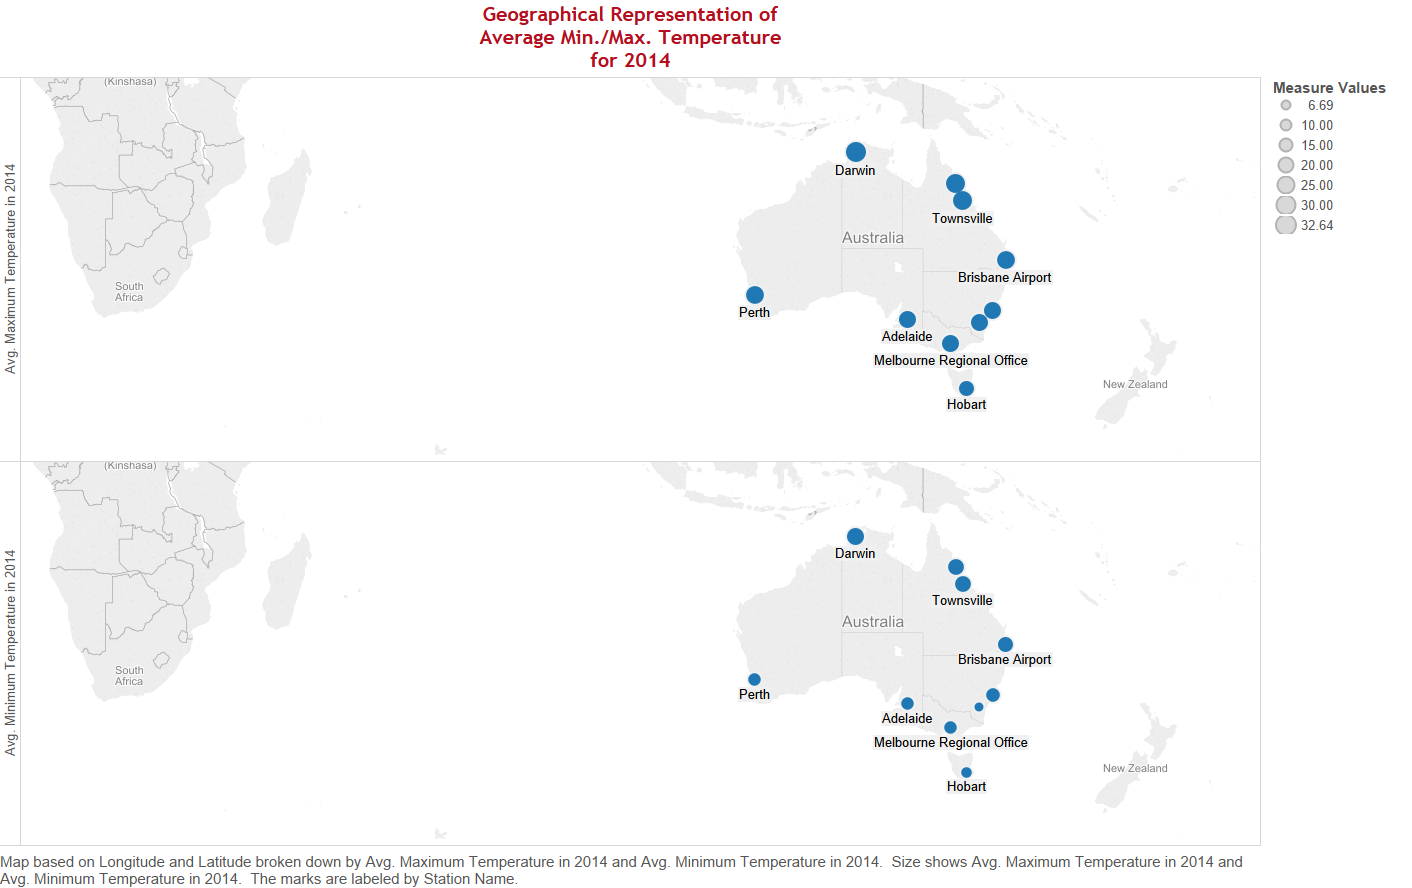 Geographical Representation of
Average Min./Max. Temperature
for 2014
Avg. Maximum Temperature in 2014
(Kinshasa)
South
Africa
Darwin
Townsville
Australia
Brisbane Airport
Perth
Adelaide
Melbourne Regional Office
New Zealand
Hobart
Measure Values
6.69
10.00
15.00
20.00
25.00
30.00
32.64
Avg. Minimum Temperature in 2014
(Kinshasa)
South
Africa
Darwin
Townsville
Australia
Brisbane Airport
Perth
Adelaide
Melbourne Regional Office
New Zealand
Hobart
Map based on Longitude and Latitude broken down by Avg. Maximum Temperature in 2014 and Avg. Minimum Temperature in 2014.  Size shows Avg. Maximum Temperature in 2014 and
Avg. Minimum Temperature in 2014.  The marks are labeled by Station Name.